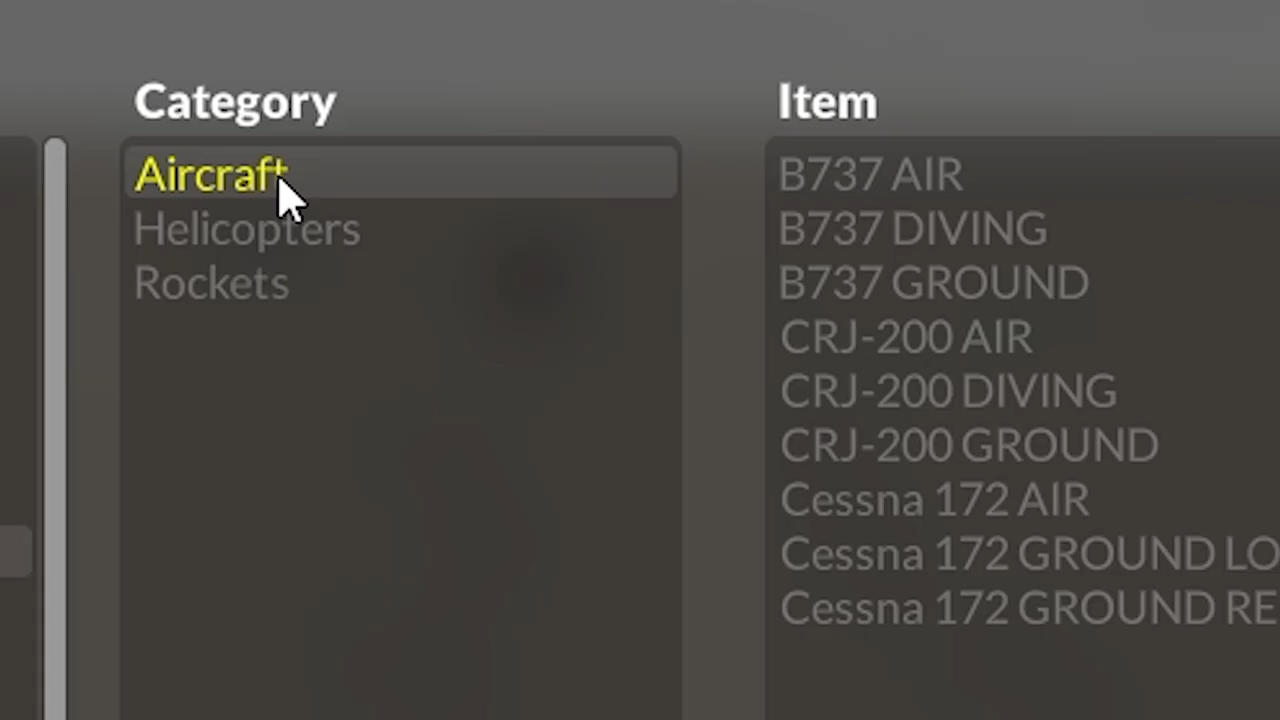 Category
Aircraft
Helicopters
Rockets
Item
B737 AIR
B737 DIVING
B737 GROUND
CRJ-200 AIR
CRJ-200 DIVING
CRJ-200 GROUND
Cessna 172 AIR
Cessna 172 GROUND LO
Cessna 172 GROUND RE